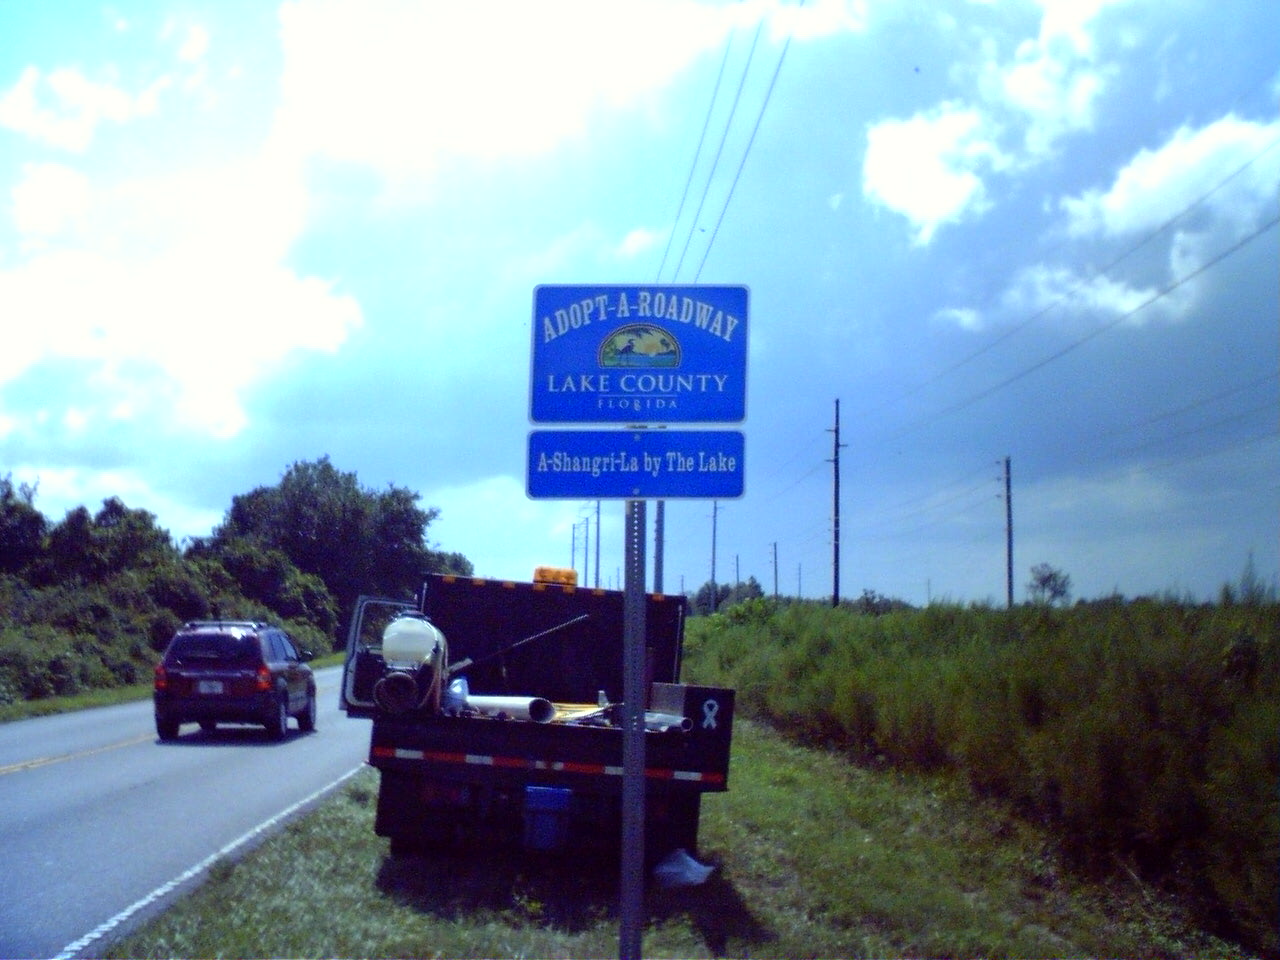 ADOPT-A-ROADWAY
LAKE COUNTY
FLORIDA
A-Shangri-La by The Lake